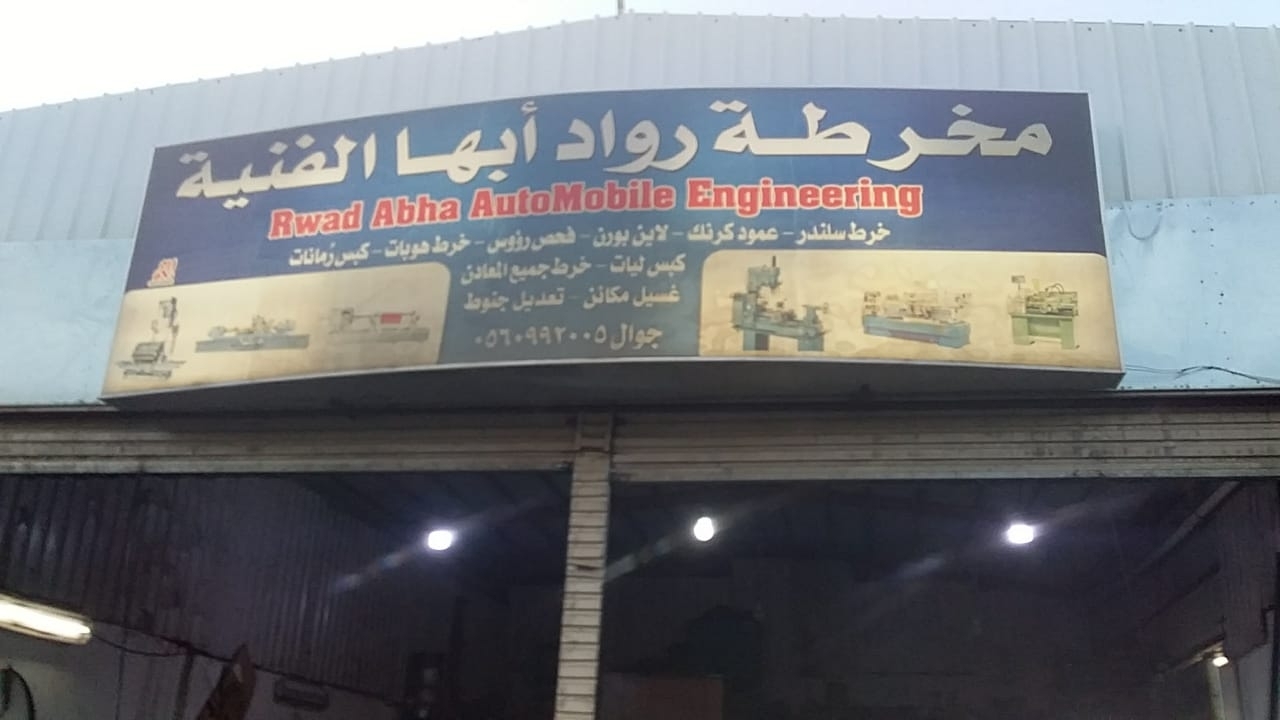 مخرطة رواد أبها الفنية
Rwad Abha AutoMobile Engineering
خرط سلندر - عمود كرنك - لاين بورن - فحص رؤوس - خرط هوبات - كبس رمانات
كبس ليات - خرط جميع المعادن
غسيل مكائن - تعديل جنوط
جوال ٠٥٦٠٩٩٢٠٠٥